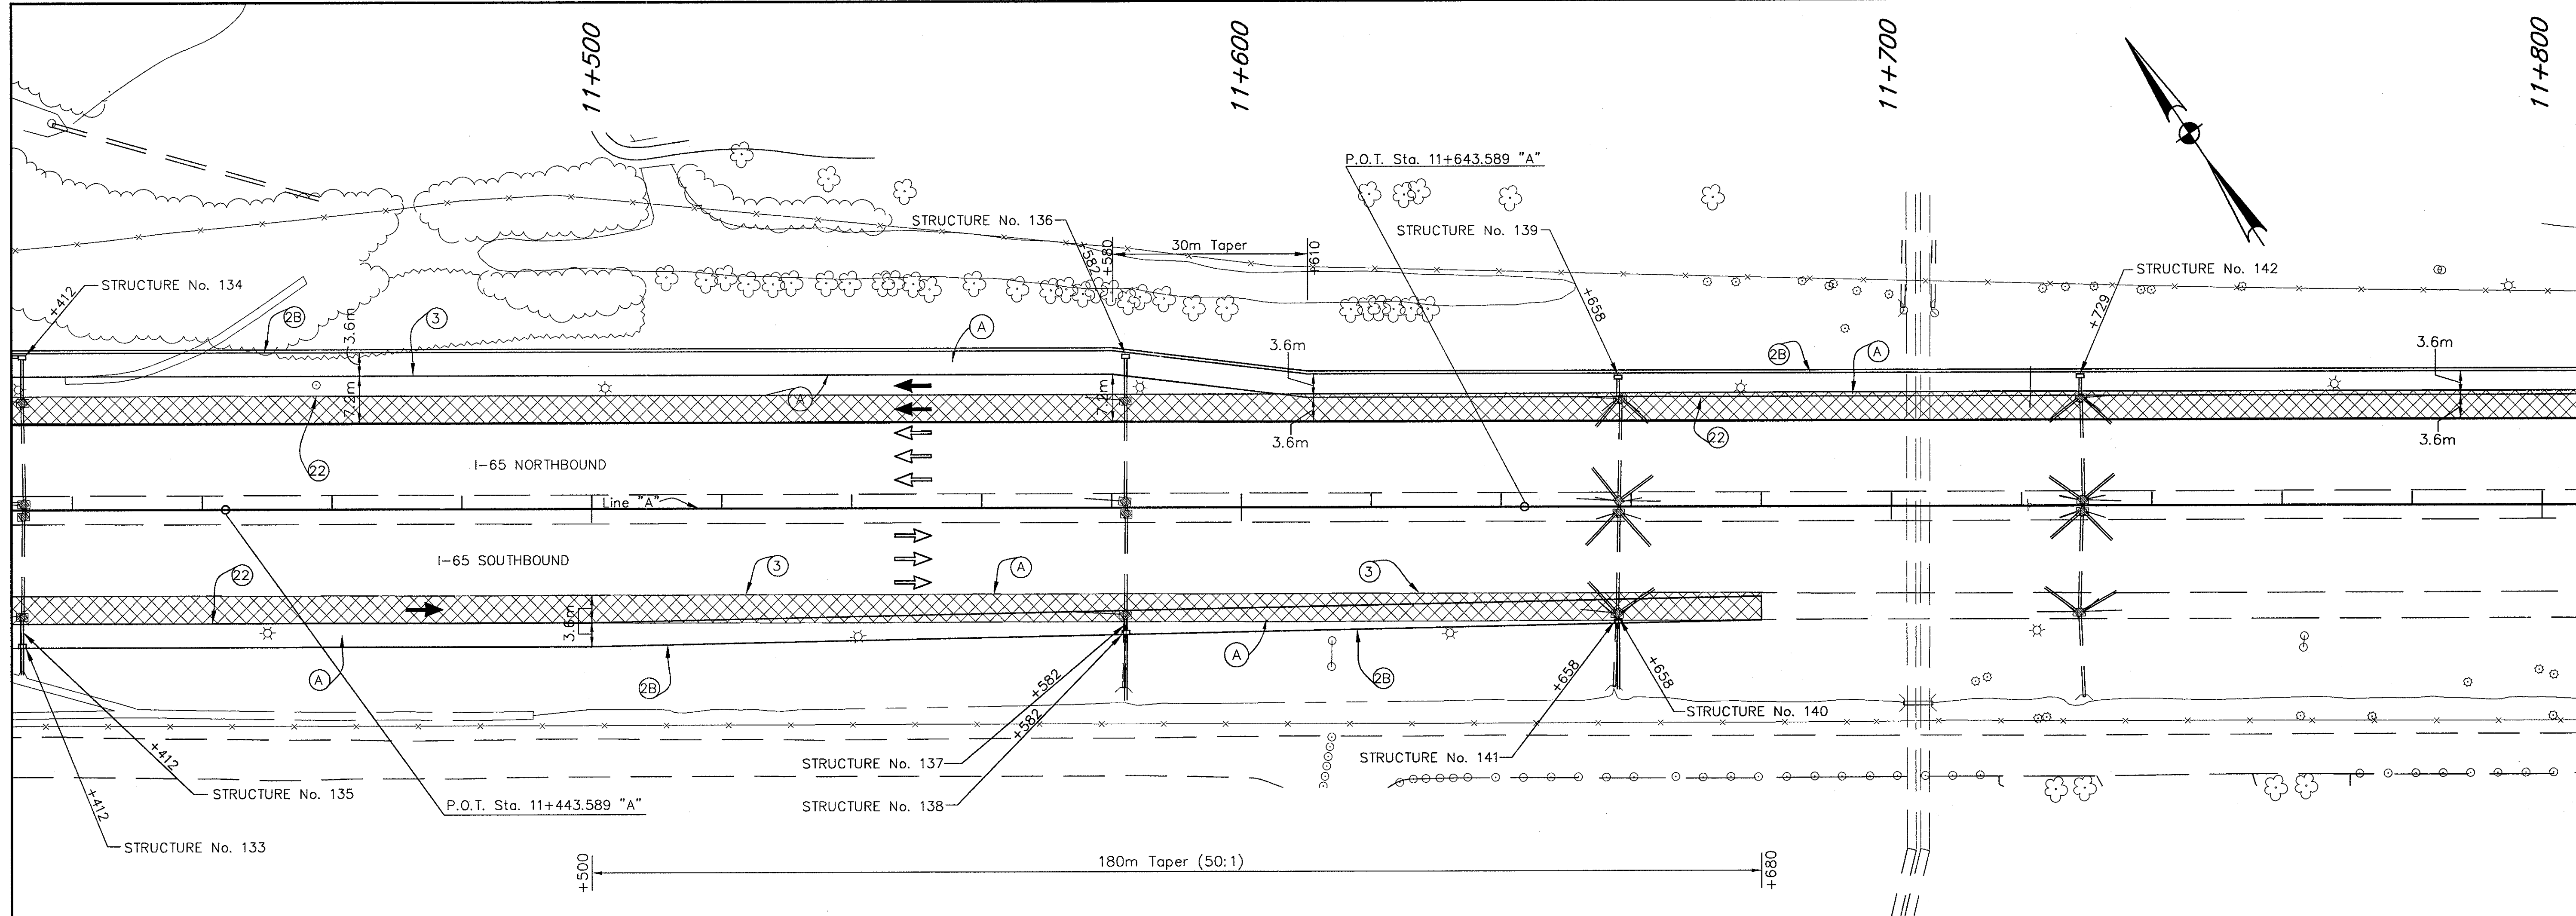 11+500
11+600
11+700
11+800
P.O.T. Sta. 11+643.589 "A"
STRUCTURE No. 136
STRUCTURE No. 139
+582
+580
30m Taper
+610
STRUCTURE No. 142
STRUCTURE No. 134
+412
+658
+729
2B
3.6m
3
A
3.6m
2B
A
3.6m
7.2m
A
7.2m
3.6m
22
3.6m
22
I-65 NORTHBOUND
Line "A"
I-65 SOUTHBOUND
22
3
A
3
3.6m
A
2B
A
2B
+582
+582
+658
+658
STRUCTURE No. 140
+412
STRUCTURE No. 137
STRUCTURE No. 141
STRUCTURE No. 135
P.O.T. Sta. 11+443.589 "A"
STRUCTURE No. 138
+412
STRUCTURE No. 133
+500
180m Taper (50:1)
+680